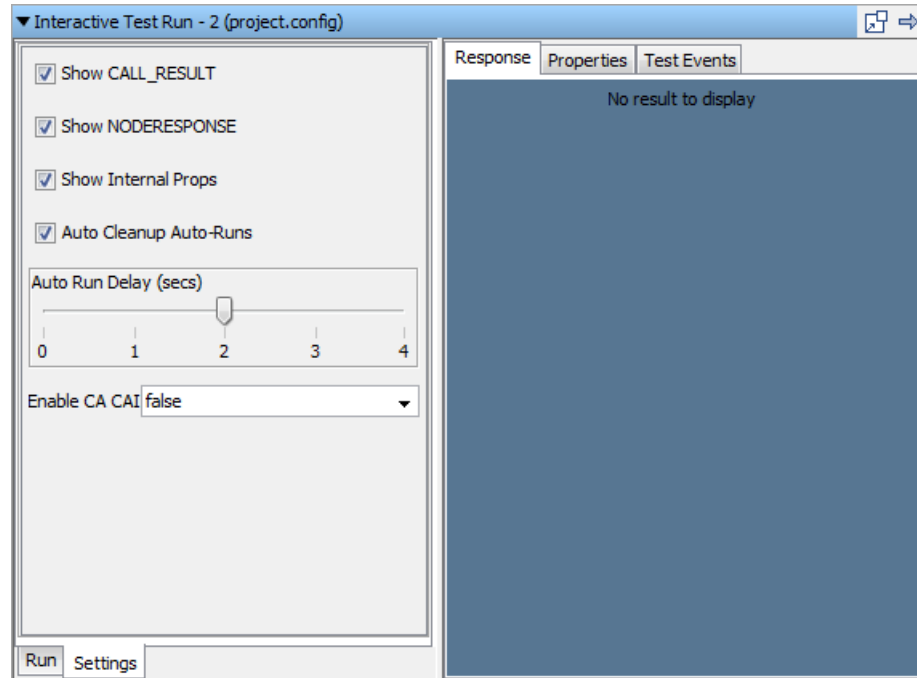 Interactive Test Run - 2 (project.config)
Show CALL_RESULT
Show NODERESPONSE
Show Internal Props
Auto Cleanup Auto-Runs
Auto Run Delay (secs)
0 1 2 3 4
Enable CA CAI false
Run Settings
Response Properties Test Events
No result to display